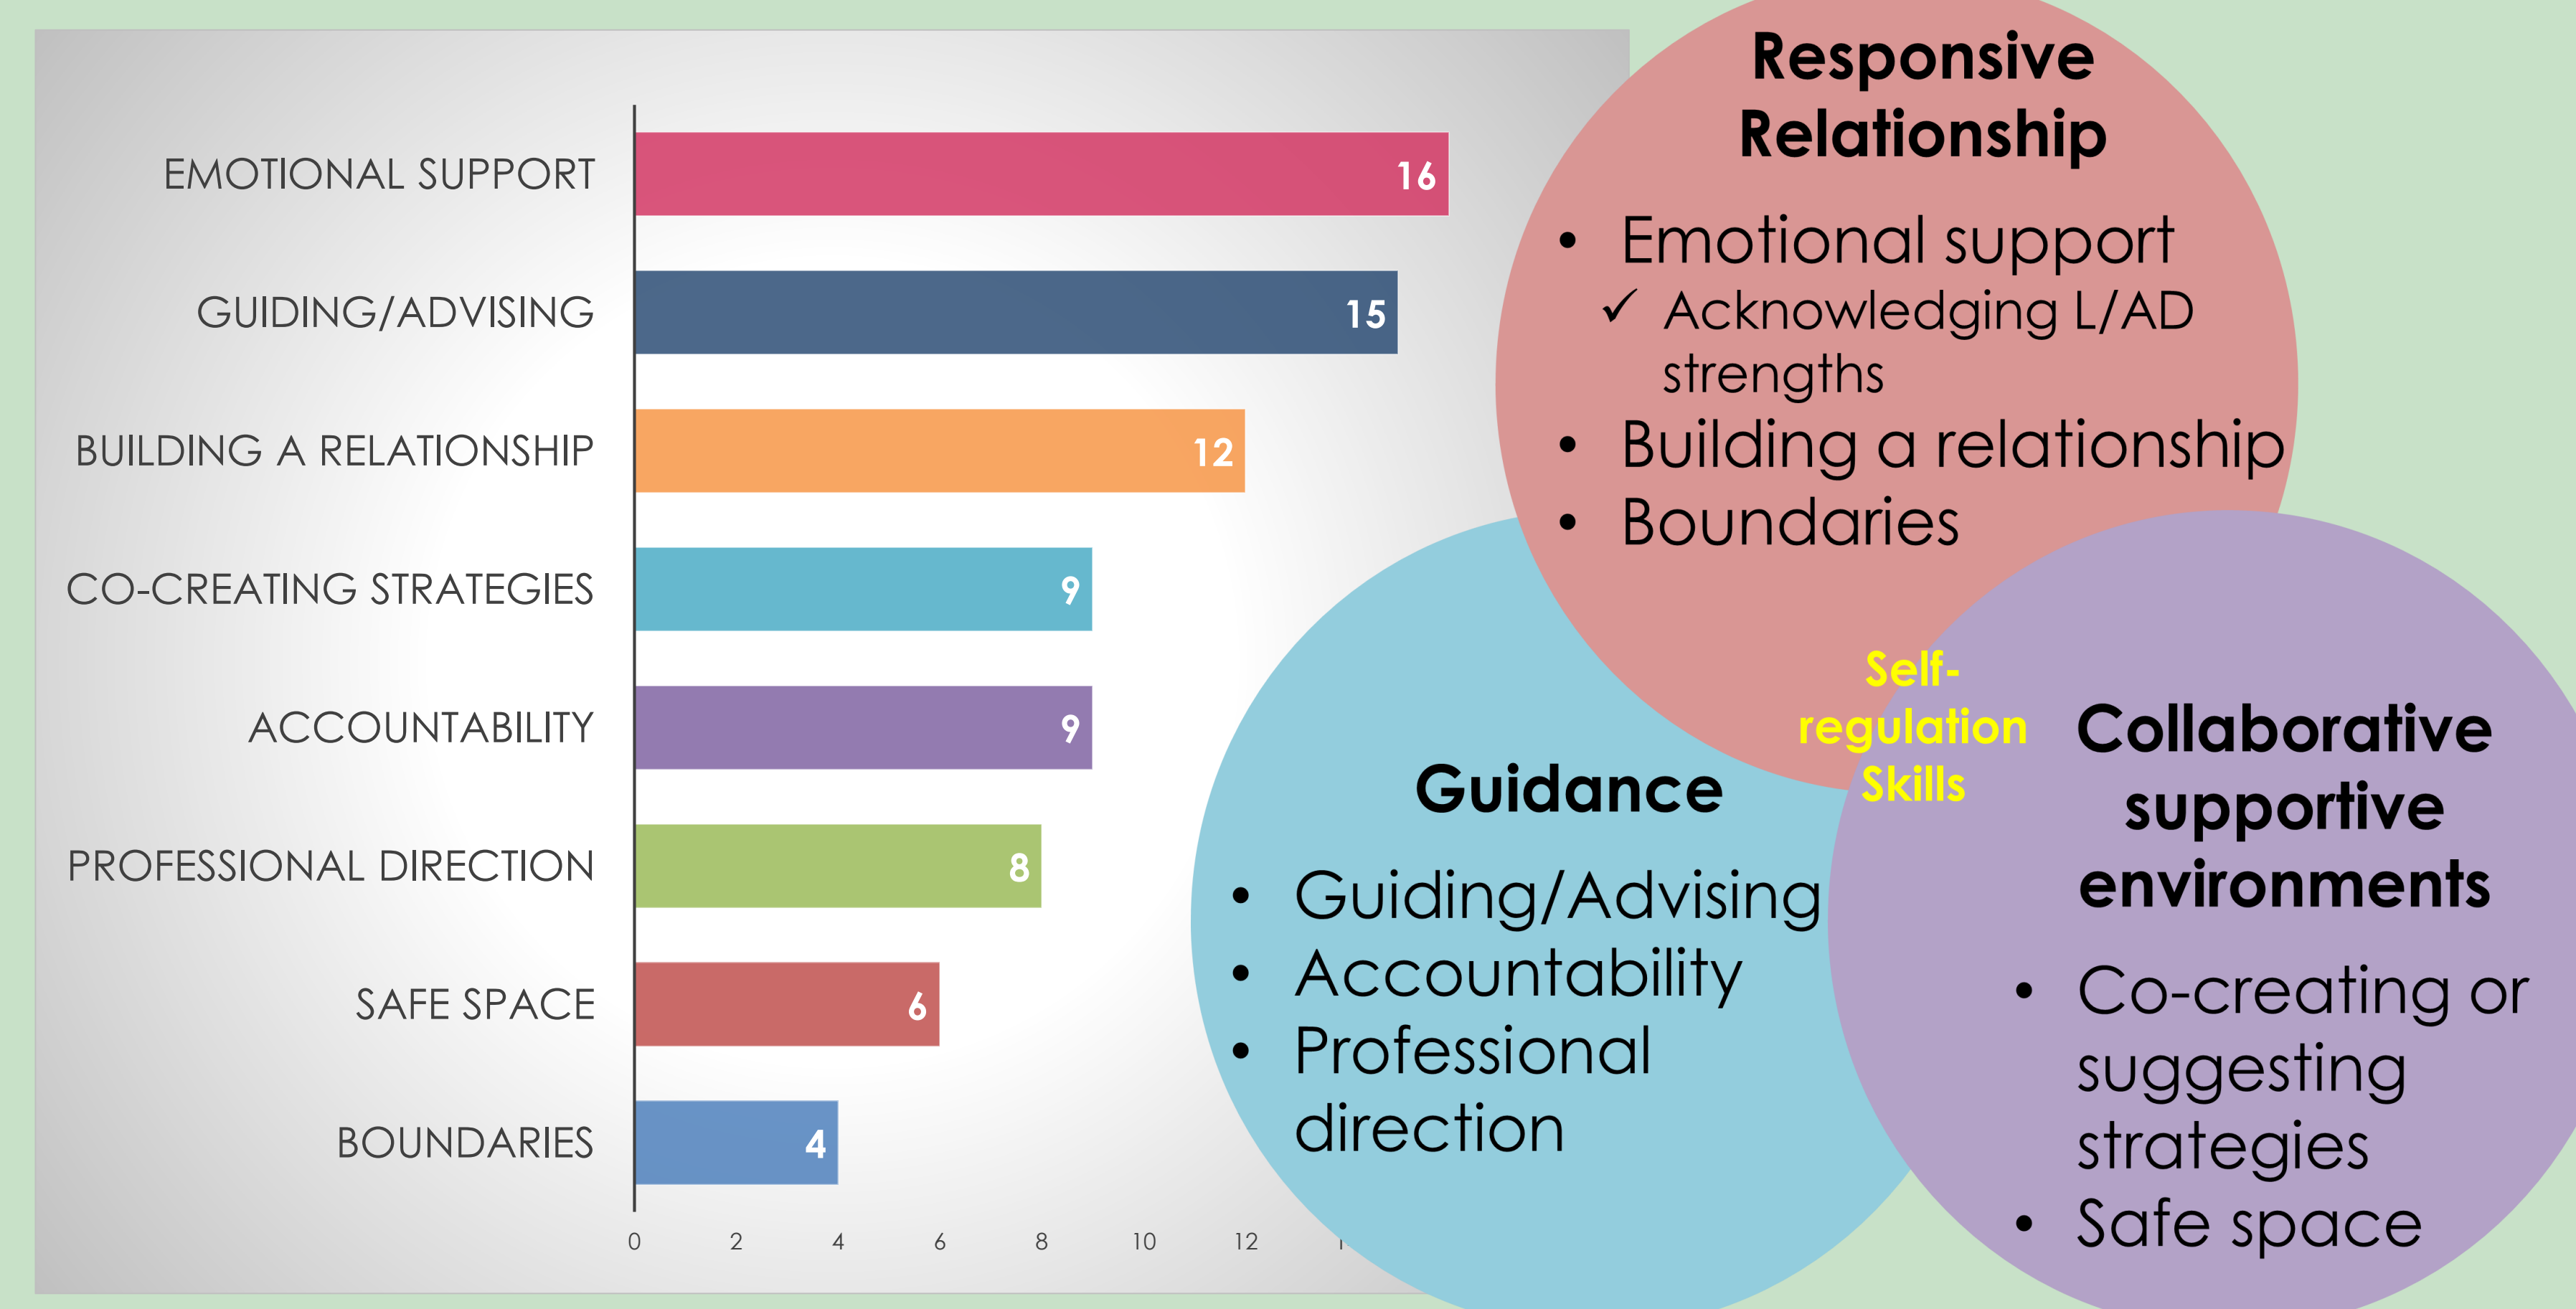 EMOTIONAL SUPPORT
16
GUIDING/ADVISING
15
BUILDING A RELATIONSHIP
12
CO-CREATING STRATEGIES
9
ACCOUNTABILITY
9
PROFESSIONAL DIRECTION
8
SAFE SPACE
6
BOUNDARIES
4
0 2 4 6 8 10 12
Responsive
Relationship
• Emotional support
✓ Acknowledging L/AD
strengths
• Building a relationship
• Boundaries
Self-
regulation
Skills
Guidance
• Guiding/Advising
• Accountability
• Professional
direction
Collaborative
supportive
environments
• Co-creating or
suggesting
strategies
• Safe space